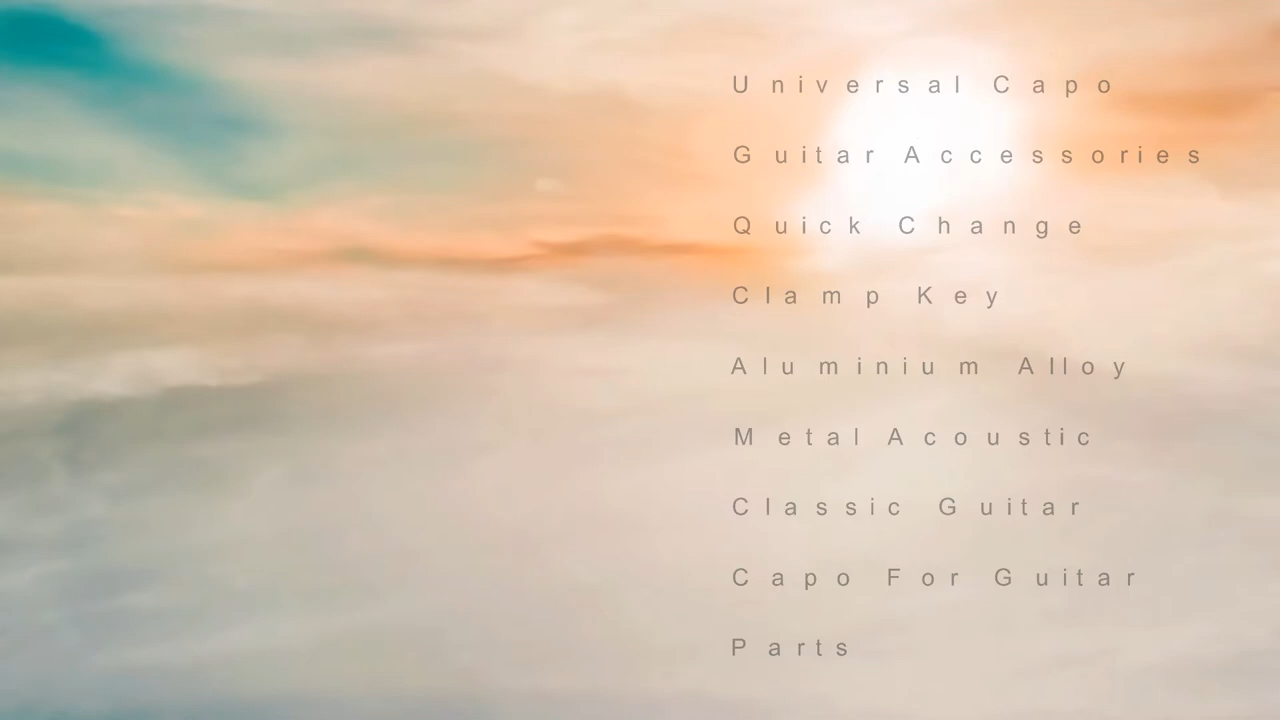 Universal Capo
Guitar Accessories
Quick Change
Clamp Key
Aluminium Alloy
Metal Acoustic
Classic Guitar
Capo For Guitar
Parts